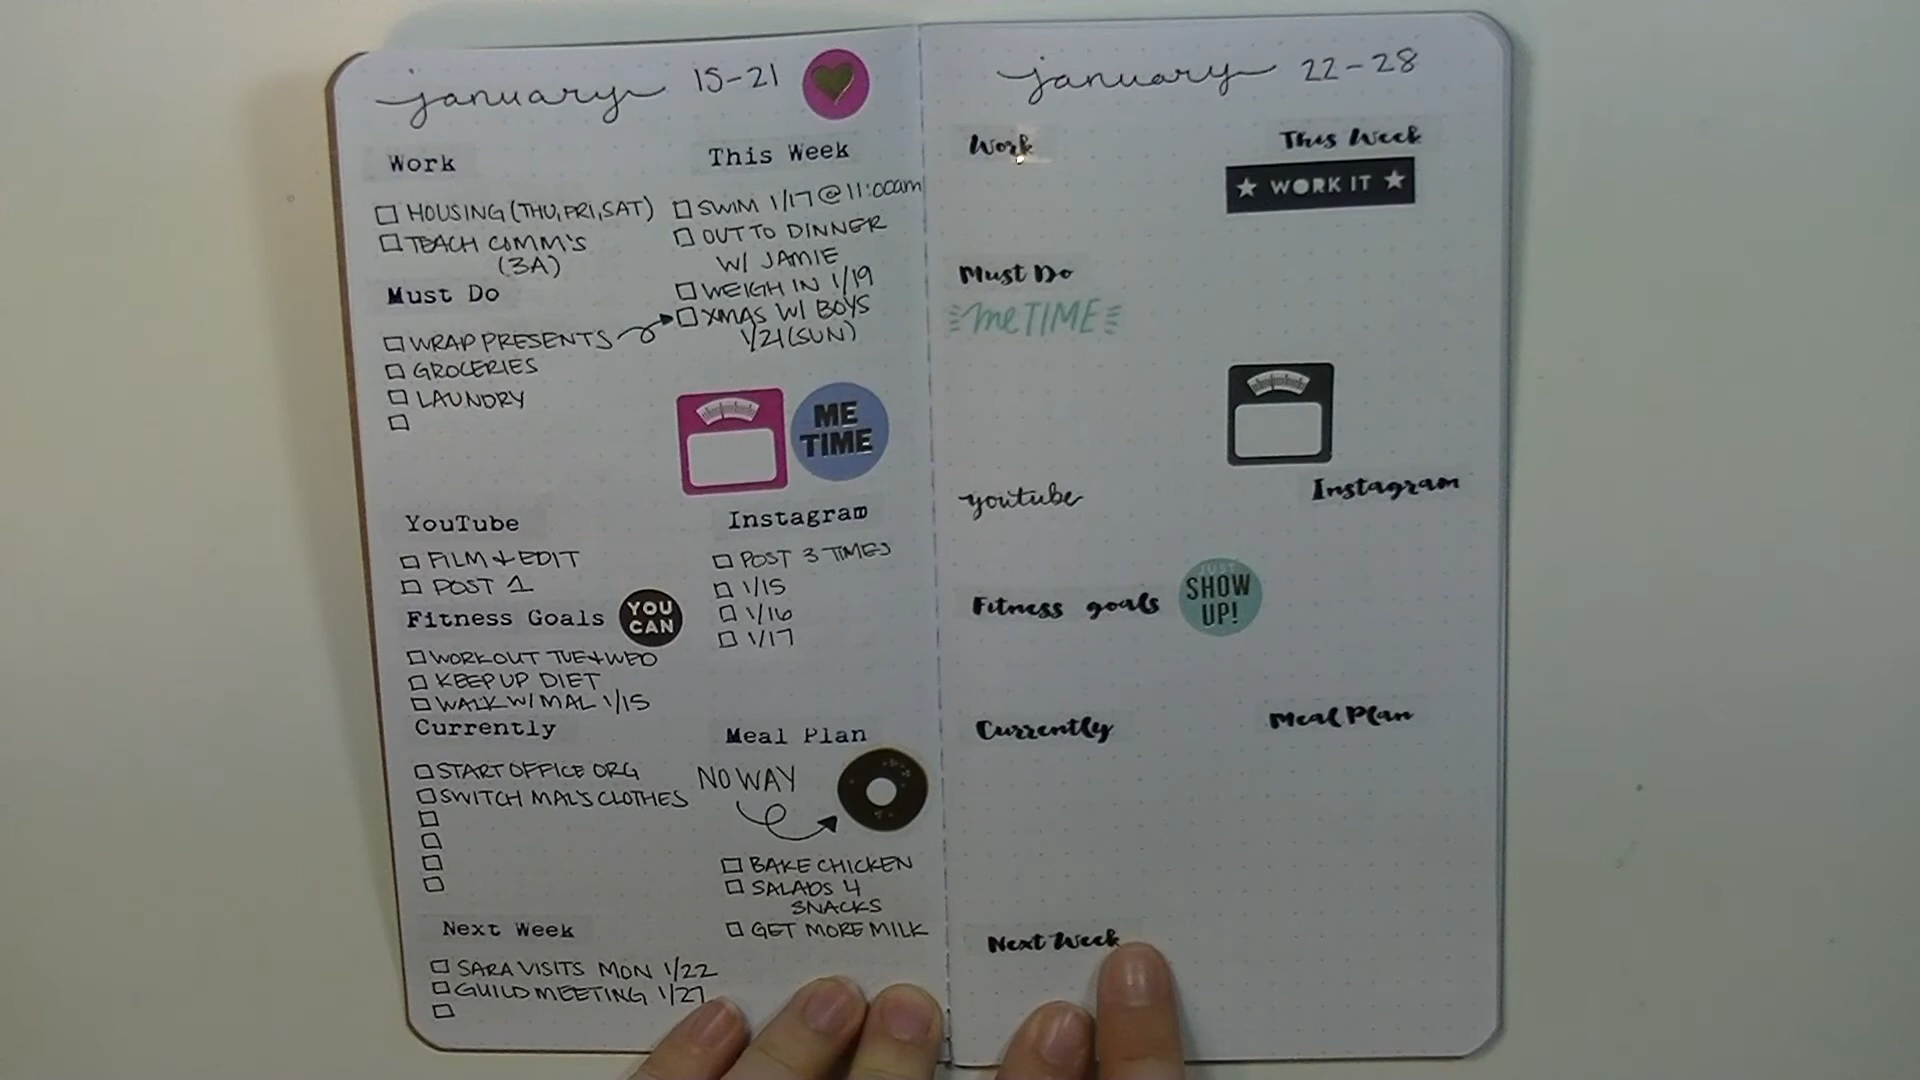 january 15-21
Work
HOUSING (THU, FRI, SAT)
TEACH COMM'S
(3A)
Must Do
WRAP PRESENTS
GROCERIES
LAUNDRY
This Week
SWIM 1/17 @ 11:00am
OUT TO DINNER
W/ JAMIE
WEIGH IN 1/19
XMAS W/ BOYS
1/21 (SUN)
ME
TIME
YouTube
FILM + EDIT
POST 1
Fitness Goals
YOU
CAN
WORKOUT TUE + WED
KEEP UP DIET
WALK W/ MAL 1/15
Instagram
POST 3 TIMES
1/15
1/16
1/17
Currently
START OFFICE ORG
SWITCH MAL'S CLOTHES
Meal Plan
NO WAY
BAKE CHICKEN
SALADS 4
SNACKS
GET MORE MILK
Next Week
SARA VISITS MON 1/22
GUILD MEETING 1/27
january 22-28
Work
This Week
WORK IT
Must Do
me TIME
youtube
Instagram
Fitness goals
JUST
SHOW
UP!
Currently
Meal Plan
Next Week